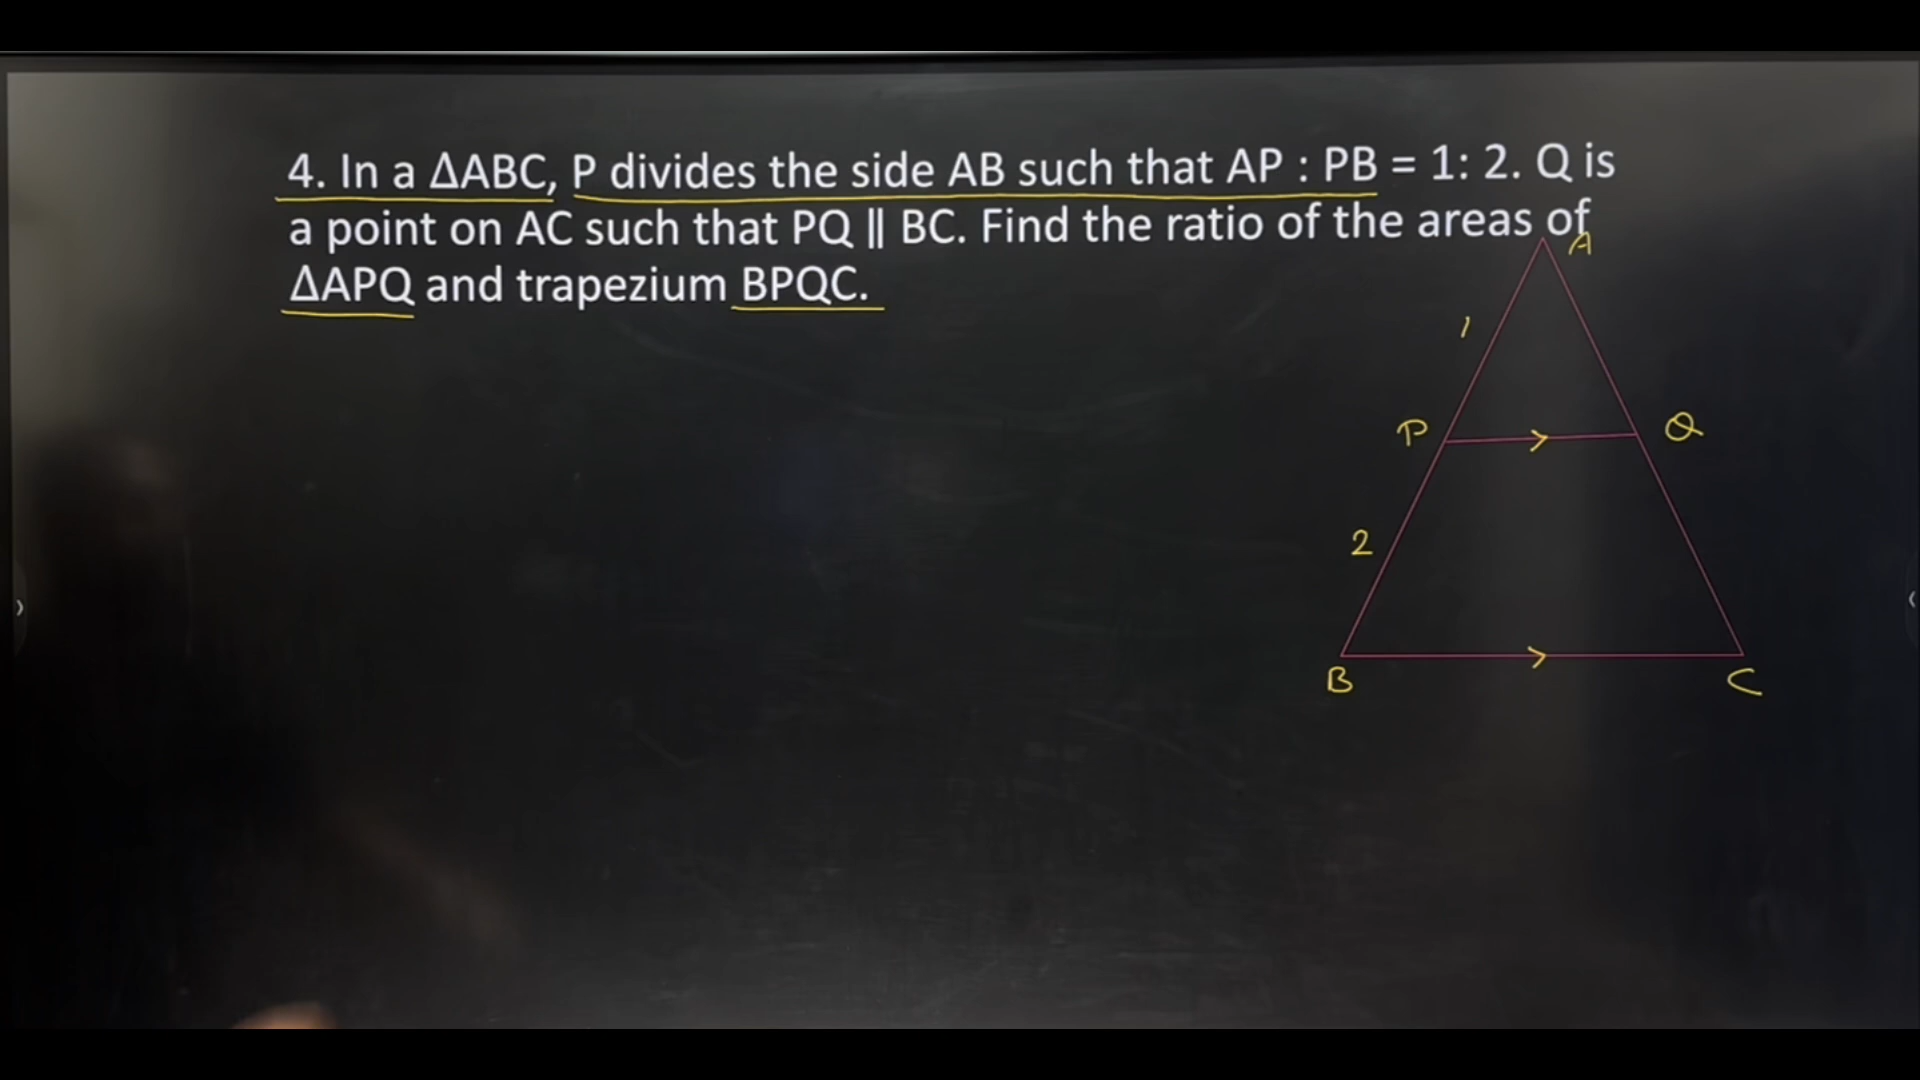 4. In a ΔABC, P divides the side AB such that AP : PB = 1: 2. Q is
a point on AC such that PQ ∥ BC. Find the ratio of the areas of
ΔAPQ and trapezium BPQC.
A
1
P
Q
2
B
C